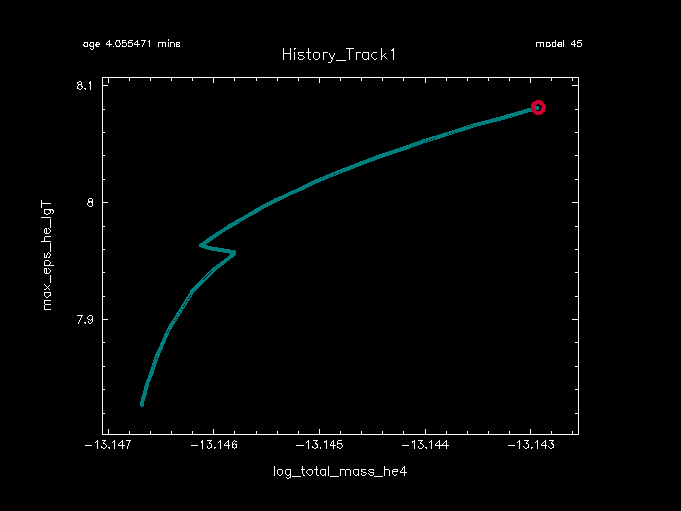 age 4.055471 mins
model 45
History_Track1
8.1
8
7.9
max_eps_he_lgT
-13.147
-13.146
-13.145
-13.144
-13.143
log_total_mass_he4